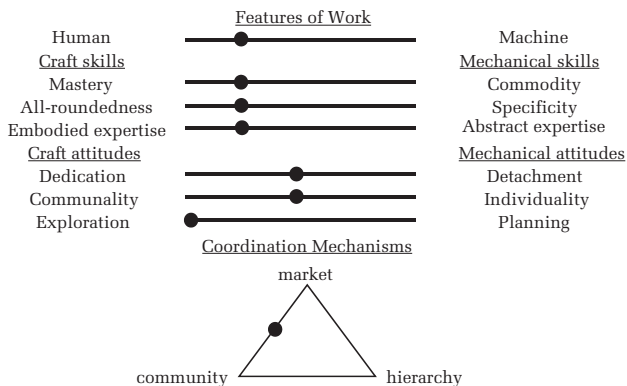 Features of Work
Human Machine
Craft skills Mechanical skills
Mastery Commodity
All-roundedness Specificity
Embodied expertise Abstract expertise
Craft attitudes Mechanical attitudes
Dedication Detachment
Communality Individuality
Exploration Planning
Coordination Mechanisms
market
community hierarchy